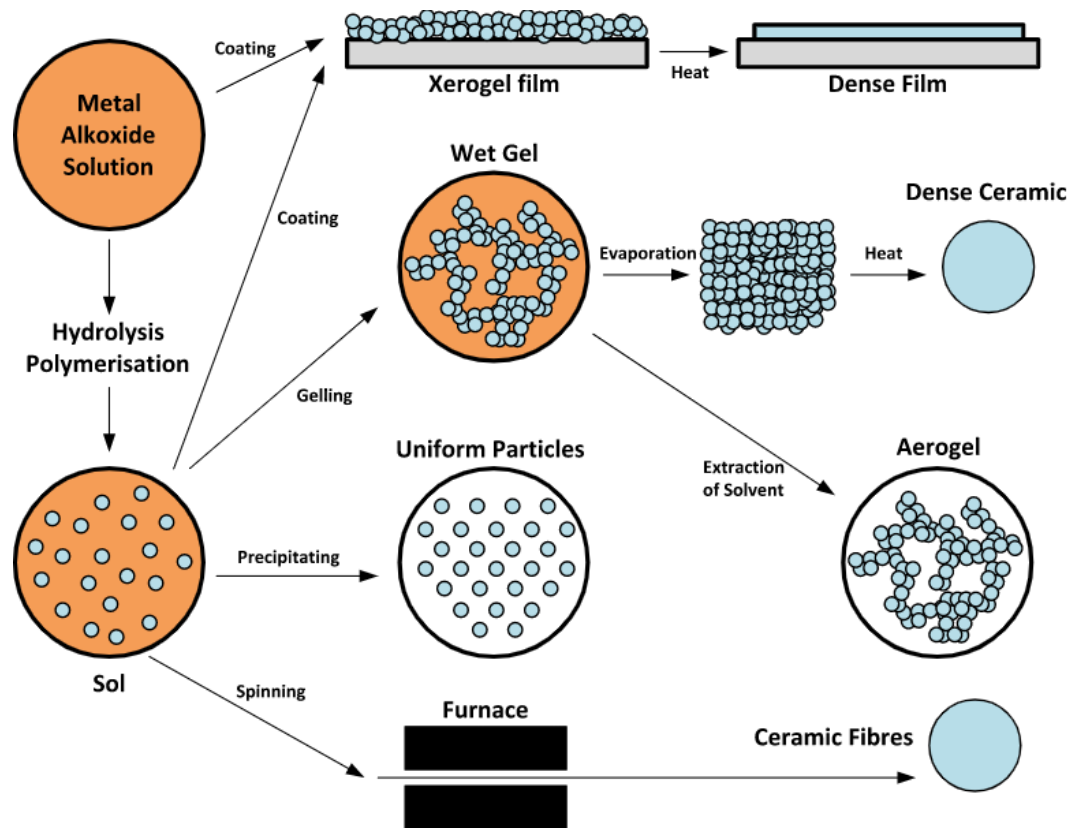 Coating
Metal
Alkoxide
Solution
Xerogel film
Heat
Dense Film
Wet Gel
Coating
Dense Ceramic
Evaporation
Heat
Hydrolysis
Polymerisation
Gelling
Uniform Particles
Extraction
of Solvent
Aerogel
Precipitating
Sol
Spinning
Furnace
Ceramic Fibres